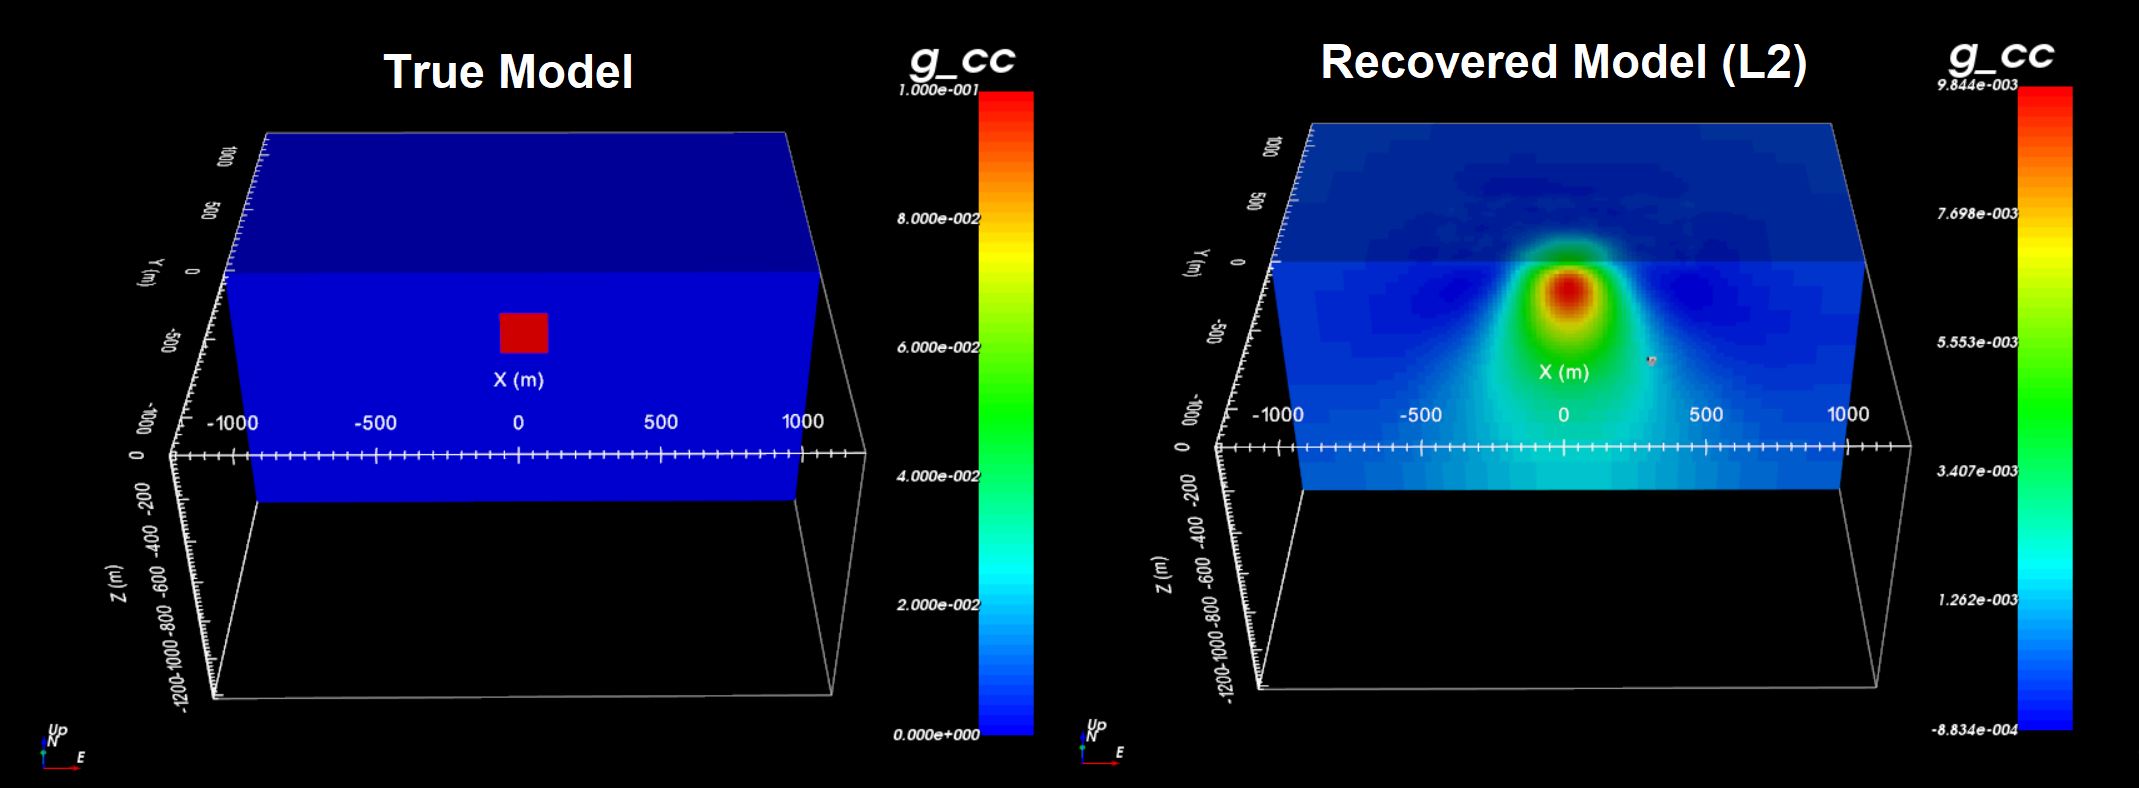 True Model
g_cc
1.000e-001
8.000e-002
6.000e-002
4.000e-002
2.000e-002
0.000e+000
1000
500
0
Y (m)
-500
-1000
X (m)
-1000 -500 0 500 1000
0
-200
-400
-600
-800
-1000
-1200
Z (m)
Up
N
E
Recovered Model (L2)
g_cc
9.844e-003
7.698e-003
5.553e-003
3.407e-003
1.262e-003
-8.834e-004
1000
500
0
Y (m)
-500
-1000
X (m)
-1000 -500 0 500 1000
0
-200
-400
-600
-800
-1000
-1200
Z (m)
Up
N
E